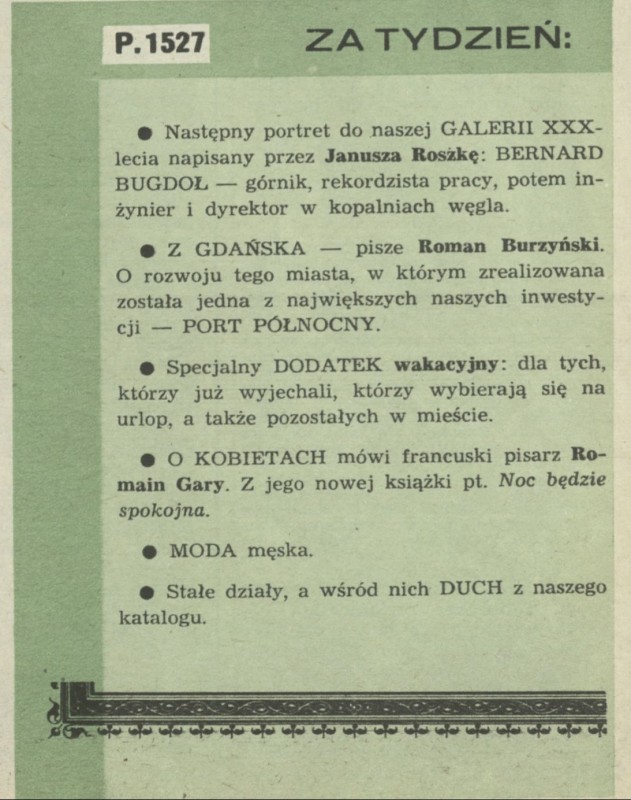 P.1527
ZA TYDZIEŃ:
● Następny portret do naszej GALERII XXX-
lecia napisany przez Janusza Roszkę: BERNARD
BUGDOŁ — górnik, rekordzista pracy, potem in-
żynier i dyrektor w kopalniach węgla.
● Z GDAŃSKA — pisze Roman Burzyński.
O rozwoju tego miasta, w którym zrealizowana
została jedna z największych naszych inwesty-
cji — PORT PÓŁNOCNY.
● Specjalny DODATEK wakacyjny: dla tych,
którzy już wyjechali, którzy wybierają się na
urlop, a także pozostałych w mieście.
● O KOBIETACH mówi francuski pisarz Ro-
main Gary. Z jego nowej książki pt. Noc będzie
spokojna.
● MODA męska.
● Stałe działy, a wśród nich DUCH z naszego
katalogu.